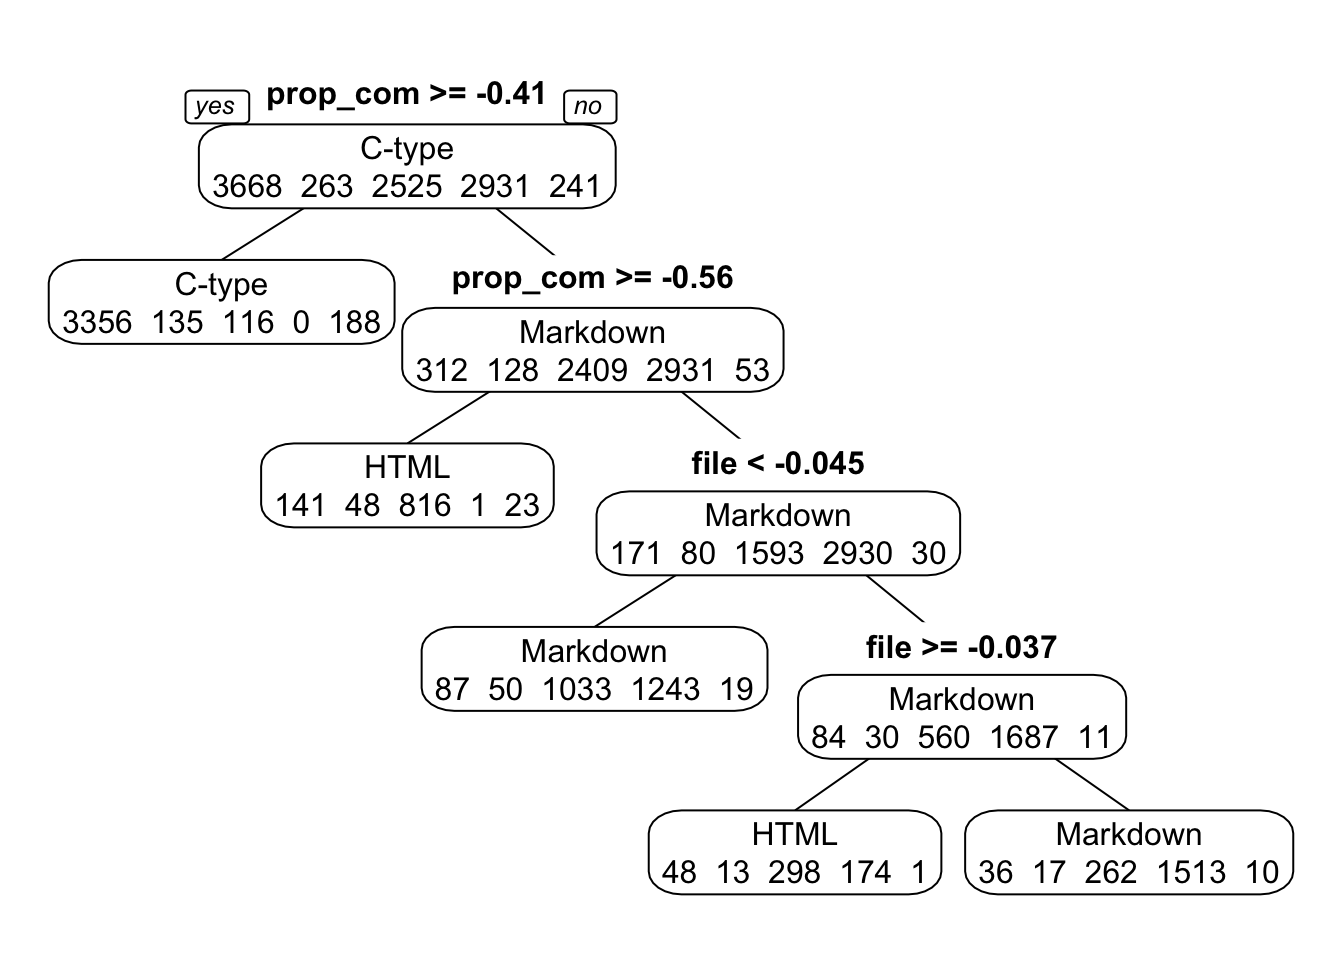 prop_com >= -0.41
yes
no
C-type
3668 263 2525 2931 241
C-type
3356 135 116 0 188
prop_com >= -0.56
Markdown
312 128 2409 2931 53
HTML
141 48 816 1 23
file < -0.045
Markdown
171 80 1593 2930 30
Markdown
87 50 1033 1243 19
file >= -0.037
Markdown
84 30 560 1687 11
HTML
48 13 298 174 1
Markdown
36 17 262 1513 10